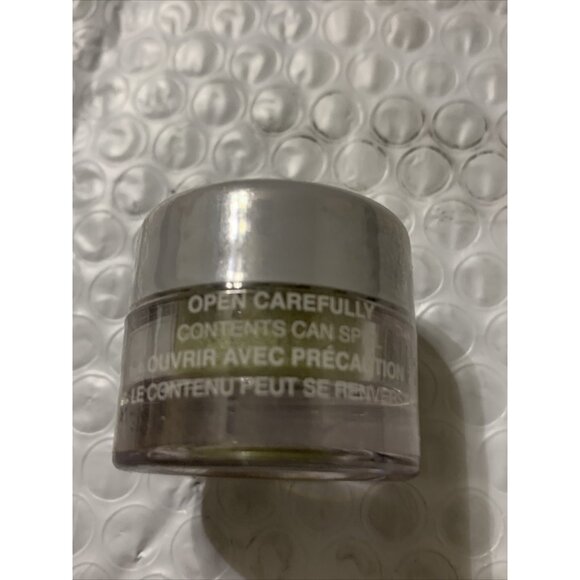 OPEN CAREFULLY
CONTENTS CAN
OUVRIR AVEC PRÉCAUTION
LE CONTENU PEUT SE